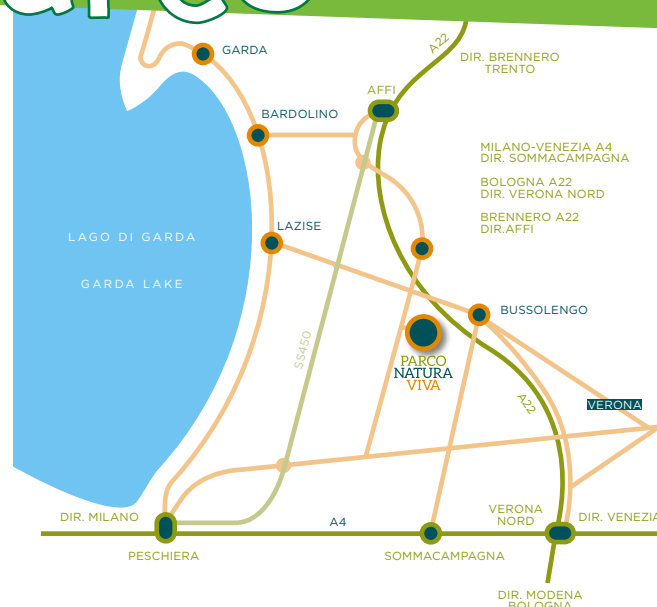 GARDA
A22
DIR. BRENNERO
TRENTO
AFFI
BARDOLINO
MILANO-VENEZIA A4
DIR. SOMMACAMPAGNA
BOLOGNA A22
DIR. VERONA NORD
BRENNERO A22
DIR.AFFI
LAZISE
LAGO DI GARDA
GARDA LAKE
BUSSOLENGO
SS450
PARCO
NATURA
VIVA
A22
VERONA
VERONA
NORD
DIR. MILANO
A4
DIR. VENEZIA
PESCHIERA
SOMMACAMPAGNA
DIR. MODENA
BOLOGNA